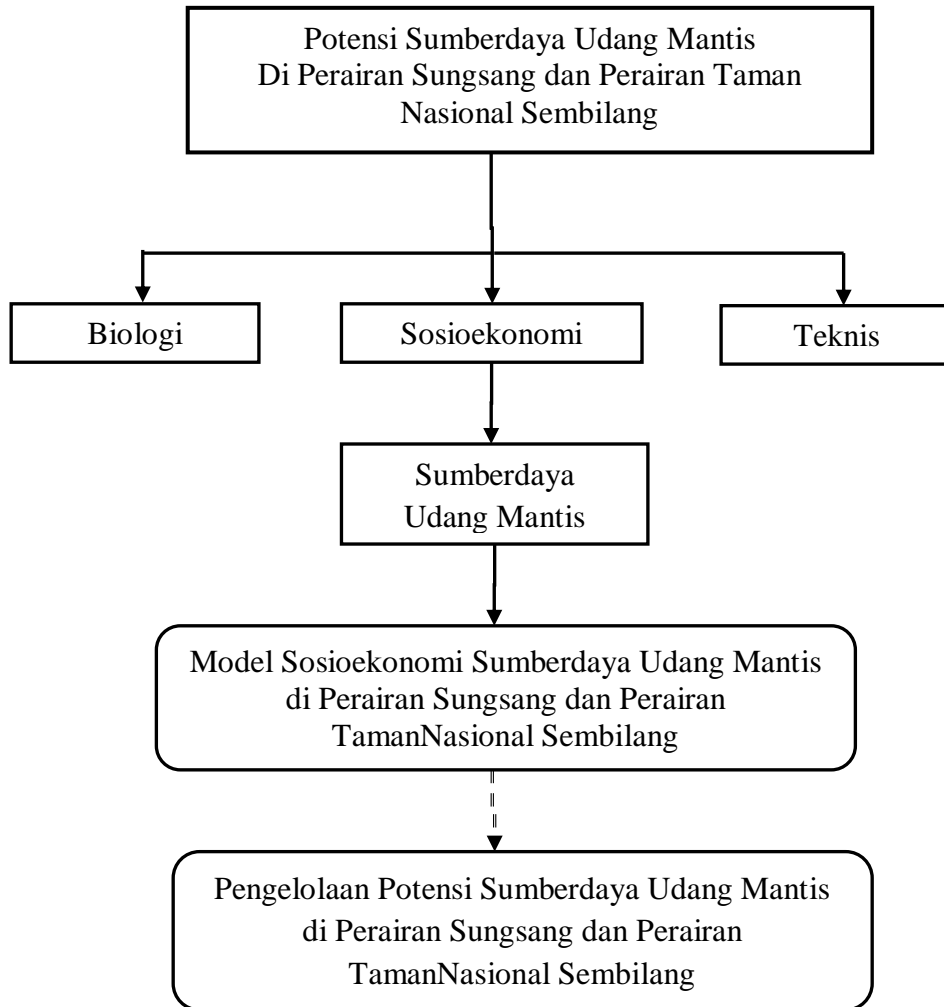 Potensi Sumberdaya Udang Mantis
Di Perairan Sungsang dan Perairan Taman
Nasional Sembilang
Biologi
Sosioekonomi
Teknis
Sumberdaya
Udang Mantis
Model Sosioekonomi Sumberdaya Udang Mantis
di Perairan Sungsang dan Perairan
TamanNasional Sembilang
Pengelolaan Potensi Sumberdaya Udang Mantis
di Perairan Sungsang dan Perairan
TamanNasional Sembilang